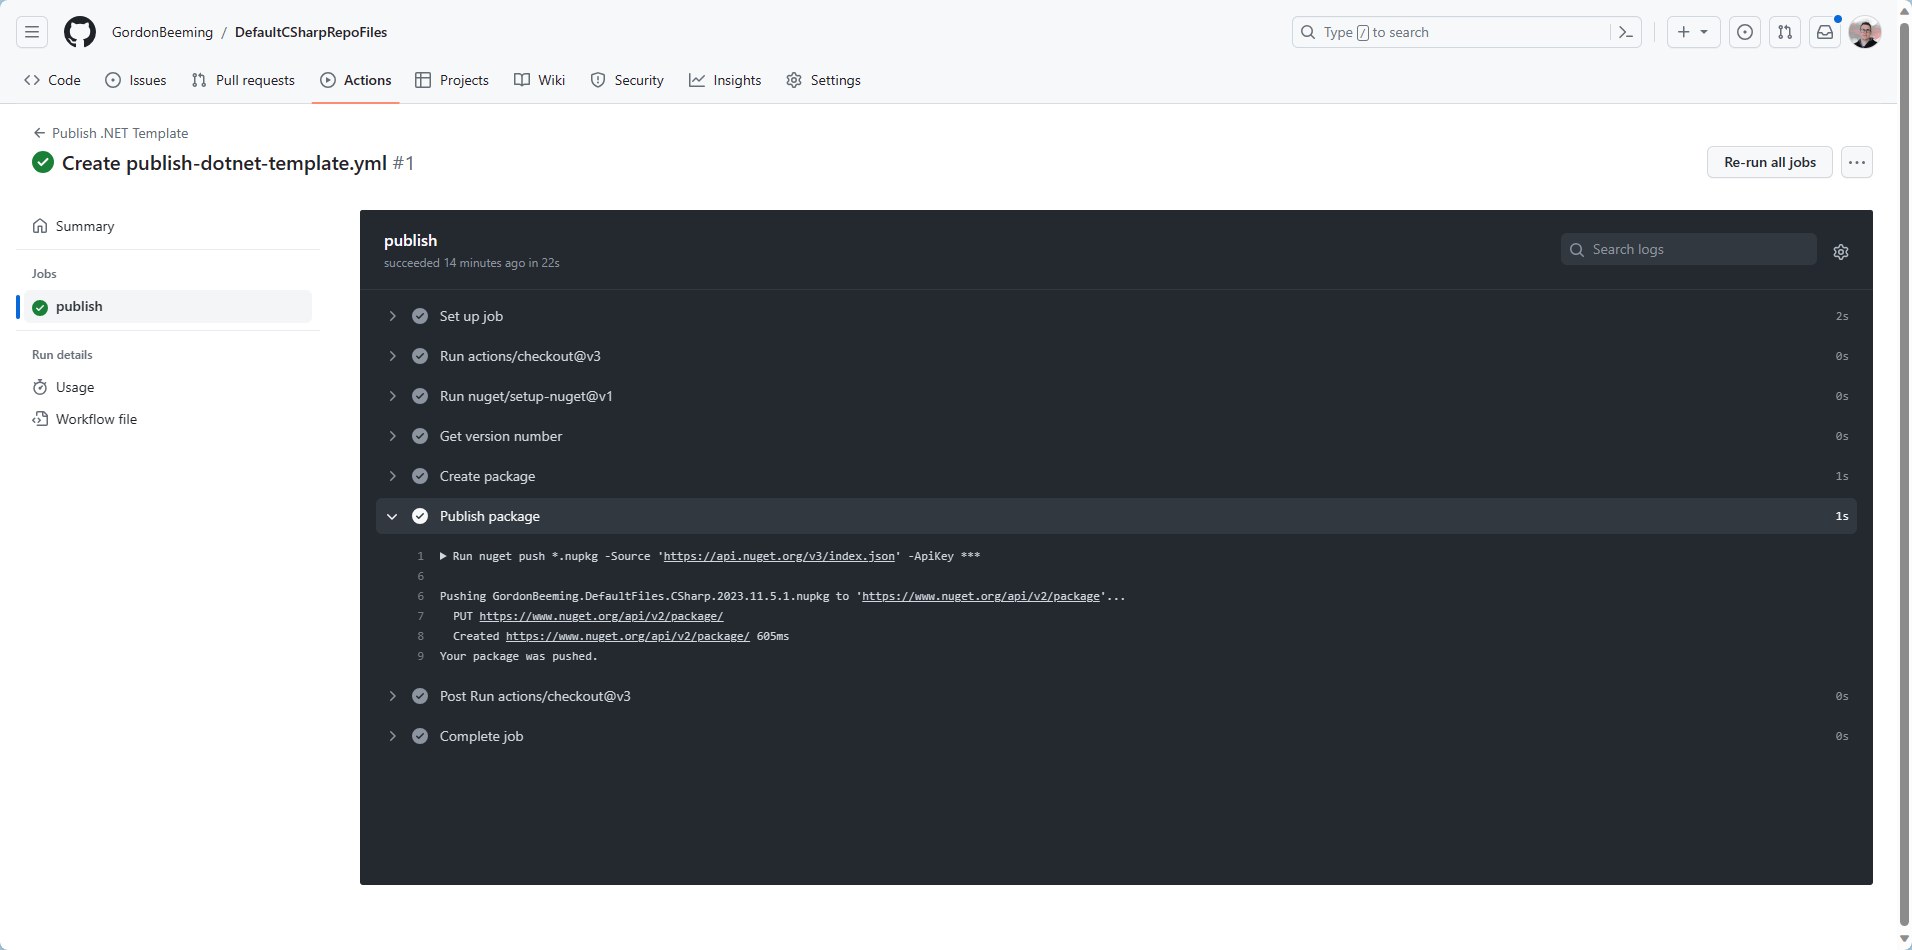 GordonBeeming / DefaultCSharpRepoFiles
Type / to search
Code
Issues
Pull requests
Actions
Projects
Wiki
Security
Insights
Settings
Publish .NET Template
Create publish-dotnet-template.yml #1
Re-run all jobs
Summary
Jobs
publish
Run details
Usage
Workflow file
publish
succeeded 14 minutes ago in 22s
Search logs
Set up job 2s
Run actions/checkout@v3 0s
Run nuget/setup-nuget@v1 0s
Get version number 0s
Create package 1s
Publish package 1s
1 Run nuget push *.nupkg -Source 'https://api.nuget.org/v3/index.json' -ApiKey ***
6
6 Pushing GordonBeeming.DefaultFiles.CSharp.2023.11.5.1.nupkg to 'https://www.nuget.org/api/v2/package'...
7 PUT https://www.nuget.org/api/v2/package/
8 Created https://www.nuget.org/api/v2/package/ 605ms
9 Your package was pushed.
Post Run actions/checkout@v3 0s
Complete job 0s